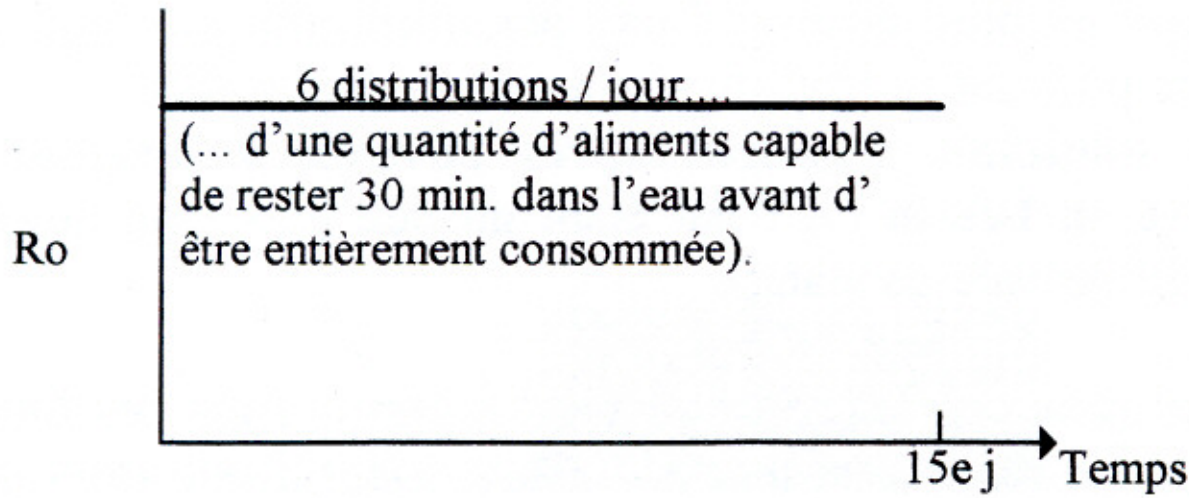 6 distributions / jour....
(... d’une quantité d’aliments capable
de rester 30 min. dans l’eau avant d’
être entièrement consommée).
Ro
15e j
Temps